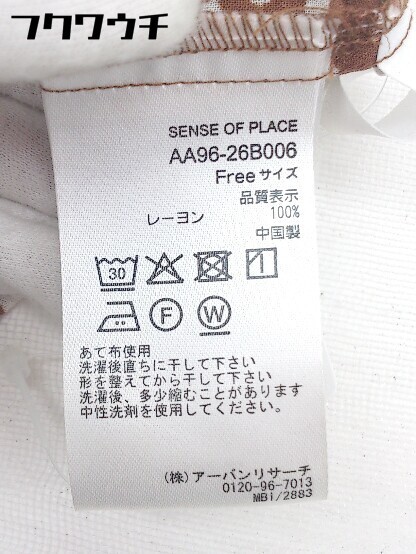 フクワウチ
SENSE OF PLACE
AA96-26B006
Freeサイズ
品質表示
レーヨン 100%
中国製
30
F W
あて布使用
洗濯後直ちに干して下さい
形を整えてから干して下さい
洗濯後、多少縮むことがあります
中性洗剤を使用してください。
(株)アーバンリサーチ
0120-96-7013
MBi/2883